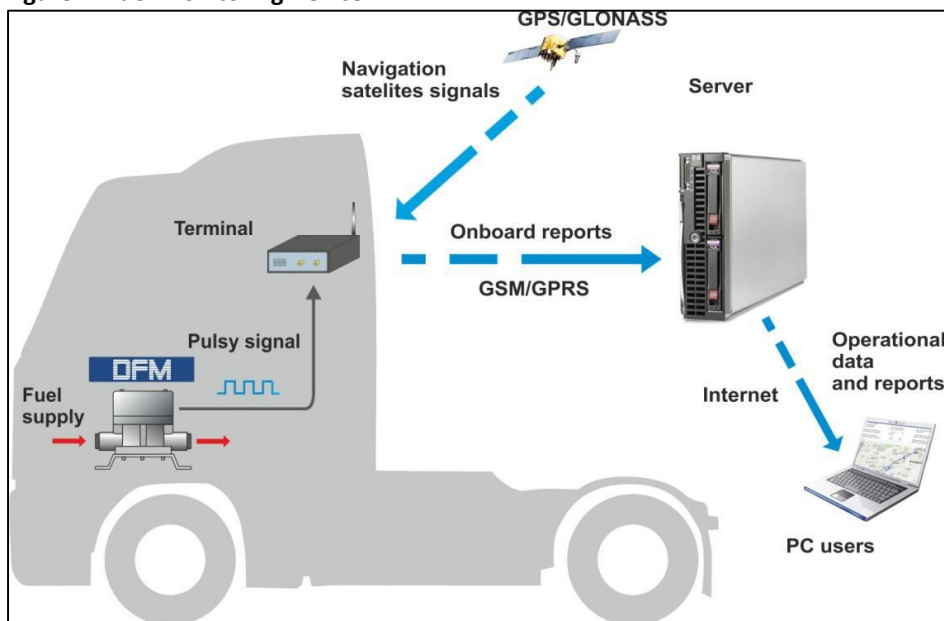 GPS/GLONASS
Navigation
satelites signals
Server
Terminal
Onboard reports
GSM/GPRS
Pulsy signal
DFM
Fuel
supply
Operational
data
and reports
Internet
PC users